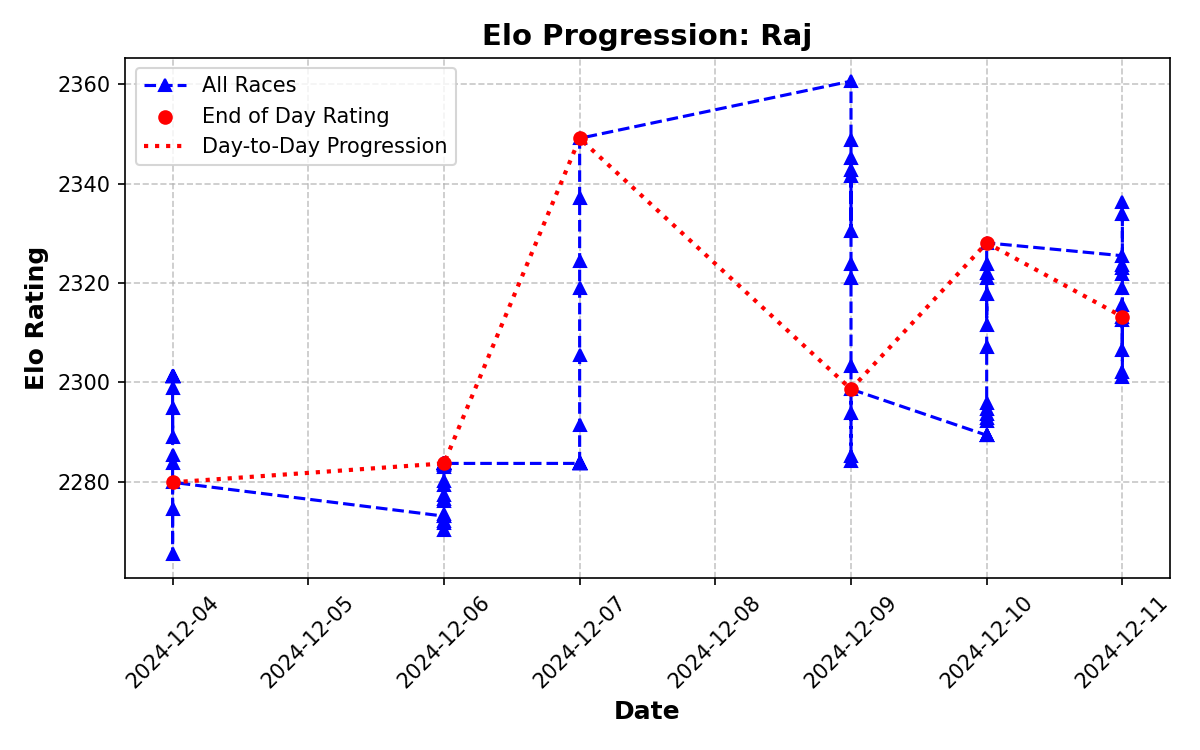 Elo Progression: Raj
All Races
End of Day Rating
Day-to-Day Progression
Elo Rating
2360
2340
2320
2300
2280
2024-12-04
2024-12-05
2024-12-06
2024-12-07
2024-12-08
2024-12-09
2024-12-10
2024-12-11
Date